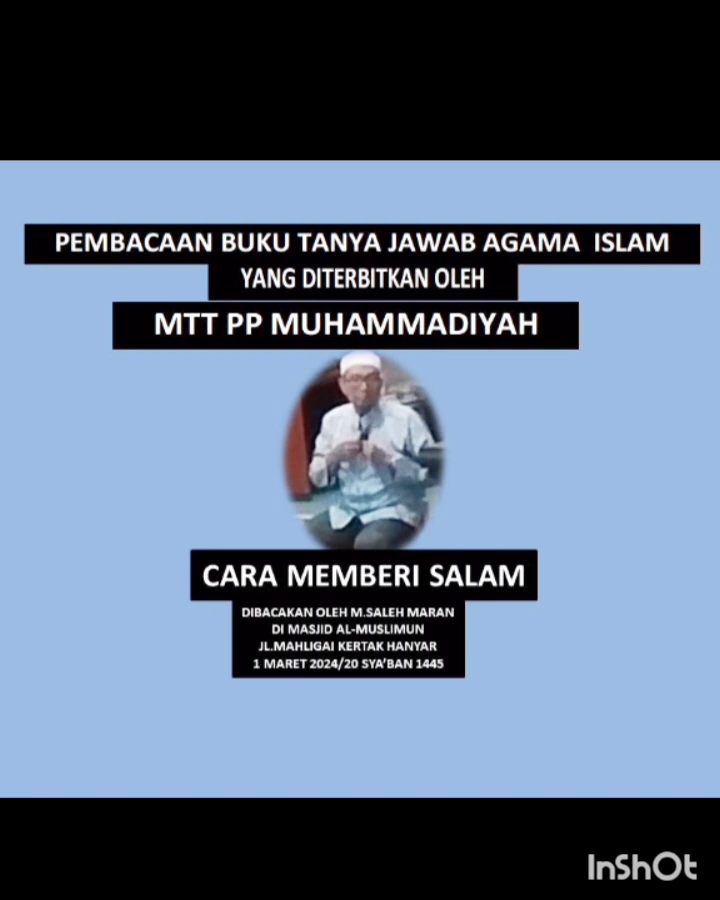 PEMBACAAN BUKU TANYA JAWAB AGAMA ISLAM
YANG DITERBITKAN OLEH
MTT PP MUHAMMADIYAH
CARA MEMBERI SALAM
DIBACAKAN OLEH M.SALEH MARAN
DI MASJID AL-MUSLIMUN
JL.MAHLIGAI KERTAK HANYAR
1 MARET 2024/20 SYA'BAN 1445
InShOt